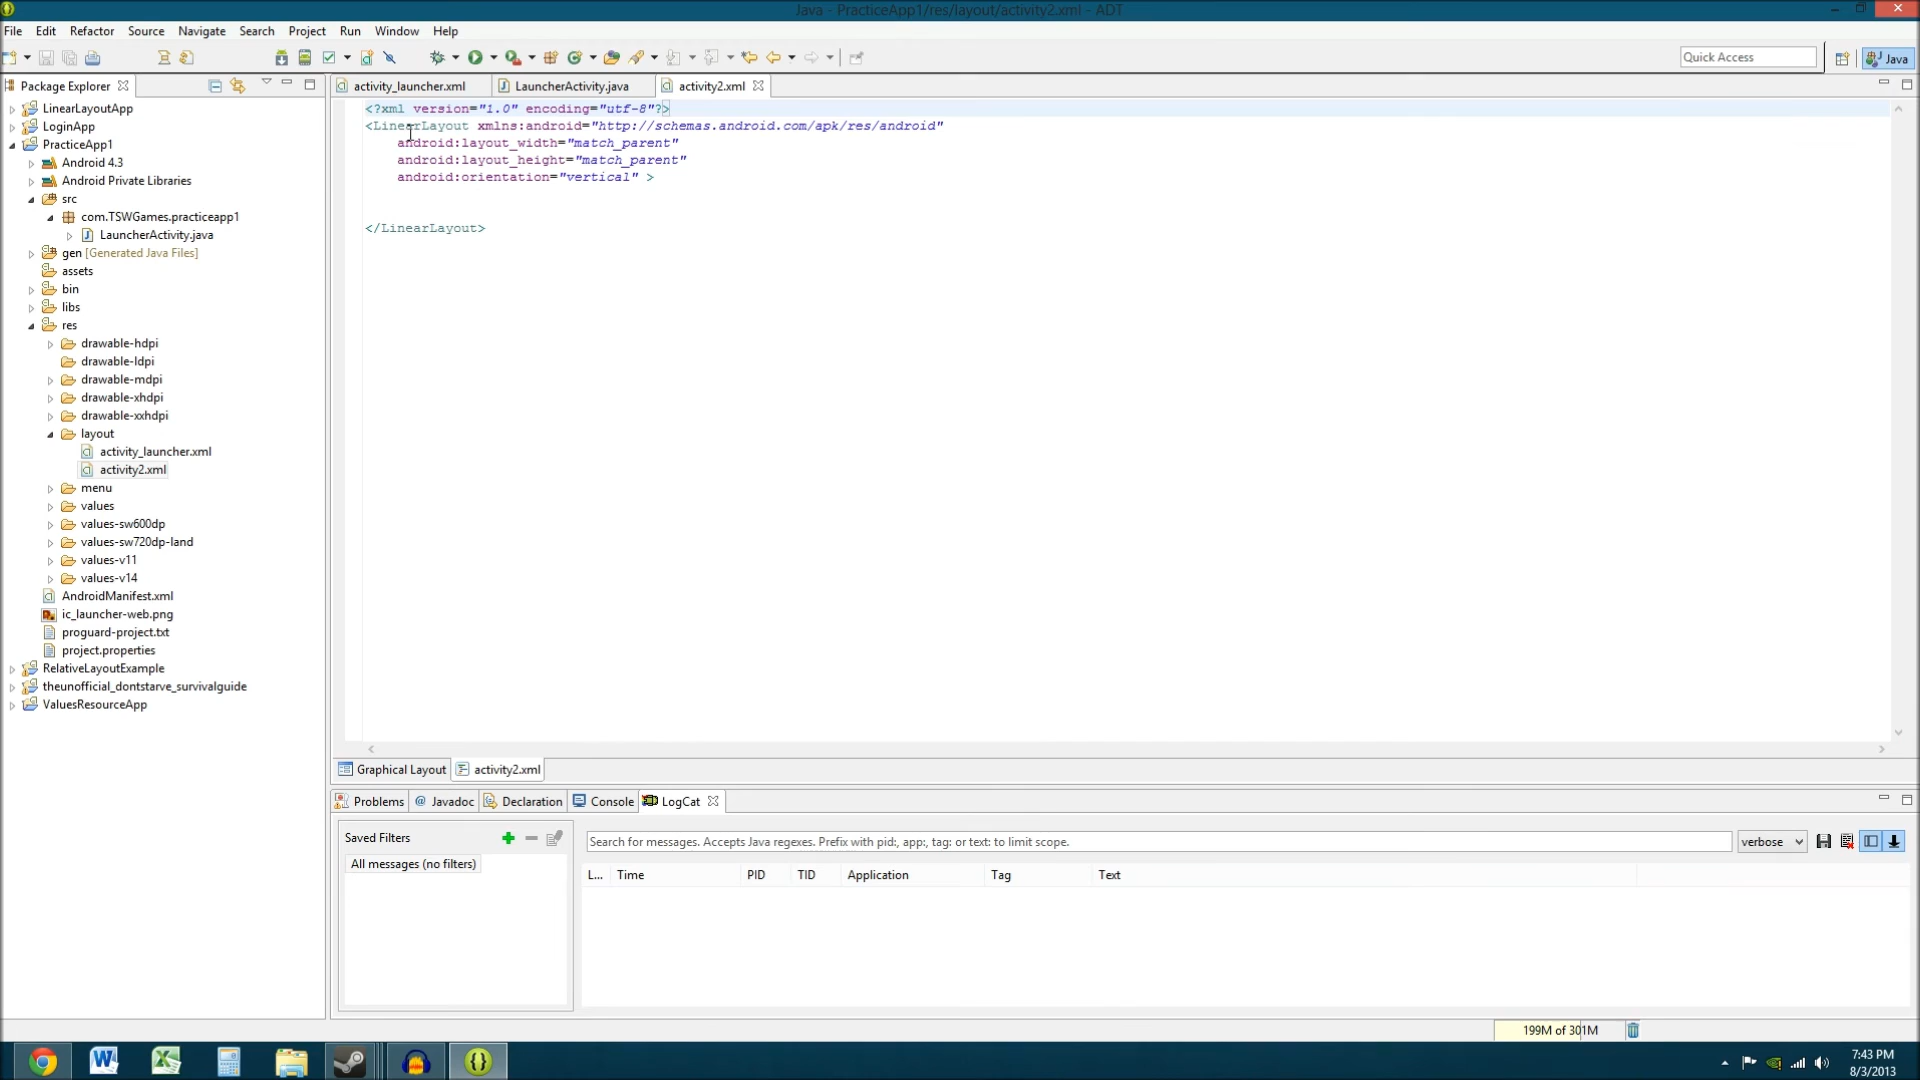 Java - PracticeApp1/res/layout/activity2.xml - ADT
File Edit Refactor Source Navigate Search Project Run Window Help
Quick Access
Java
Package Explorer
LinearLayoutApp
LoginApp
PracticeApp1
Android 4.3
Android Private Libraries
src
com.TSWGames.practiceapp1
LauncherActivity.java
gen [Generated Java Files]
assets
bin
libs
res
drawable-hdpi
drawable-ldpi
drawable-mdpi
drawable-xhdpi
drawable-xxhdpi
layout
activity_launcher.xml
activity2.xml
menu
values
values-sw600dp
values-sw720dp-land
values-v11
values-v14
AndroidManifest.xml
ic_launcher-web.png
proguard-project.txt
project.properties
RelativeLayoutExample
theunofficial_dontstarve_survivalguide
ValuesResourceApp
activity_launcher.xml LauncherActivity.java activity2.xml
<?xml version="1.0" encoding="utf-8"?>
<LinearLayout xmlns:android="http://schemas.android.com/apk/res/android"
android:layout_width="match_parent"
android:layout_height="match_parent"
android:orientation="vertical" >
</LinearLayout>
Graphical Layout activity2.xml
Problems @ Javadoc Declaration Console LogCat
Saved Filters
All messages (no filters)
Search for messages. Accepts Java regexes. Prefix with pid:, app:, tag: or text: to limit scope.
verbose
L... Time PID TID Application Tag Text
199M of 301M
7:43 PM
8/3/2013